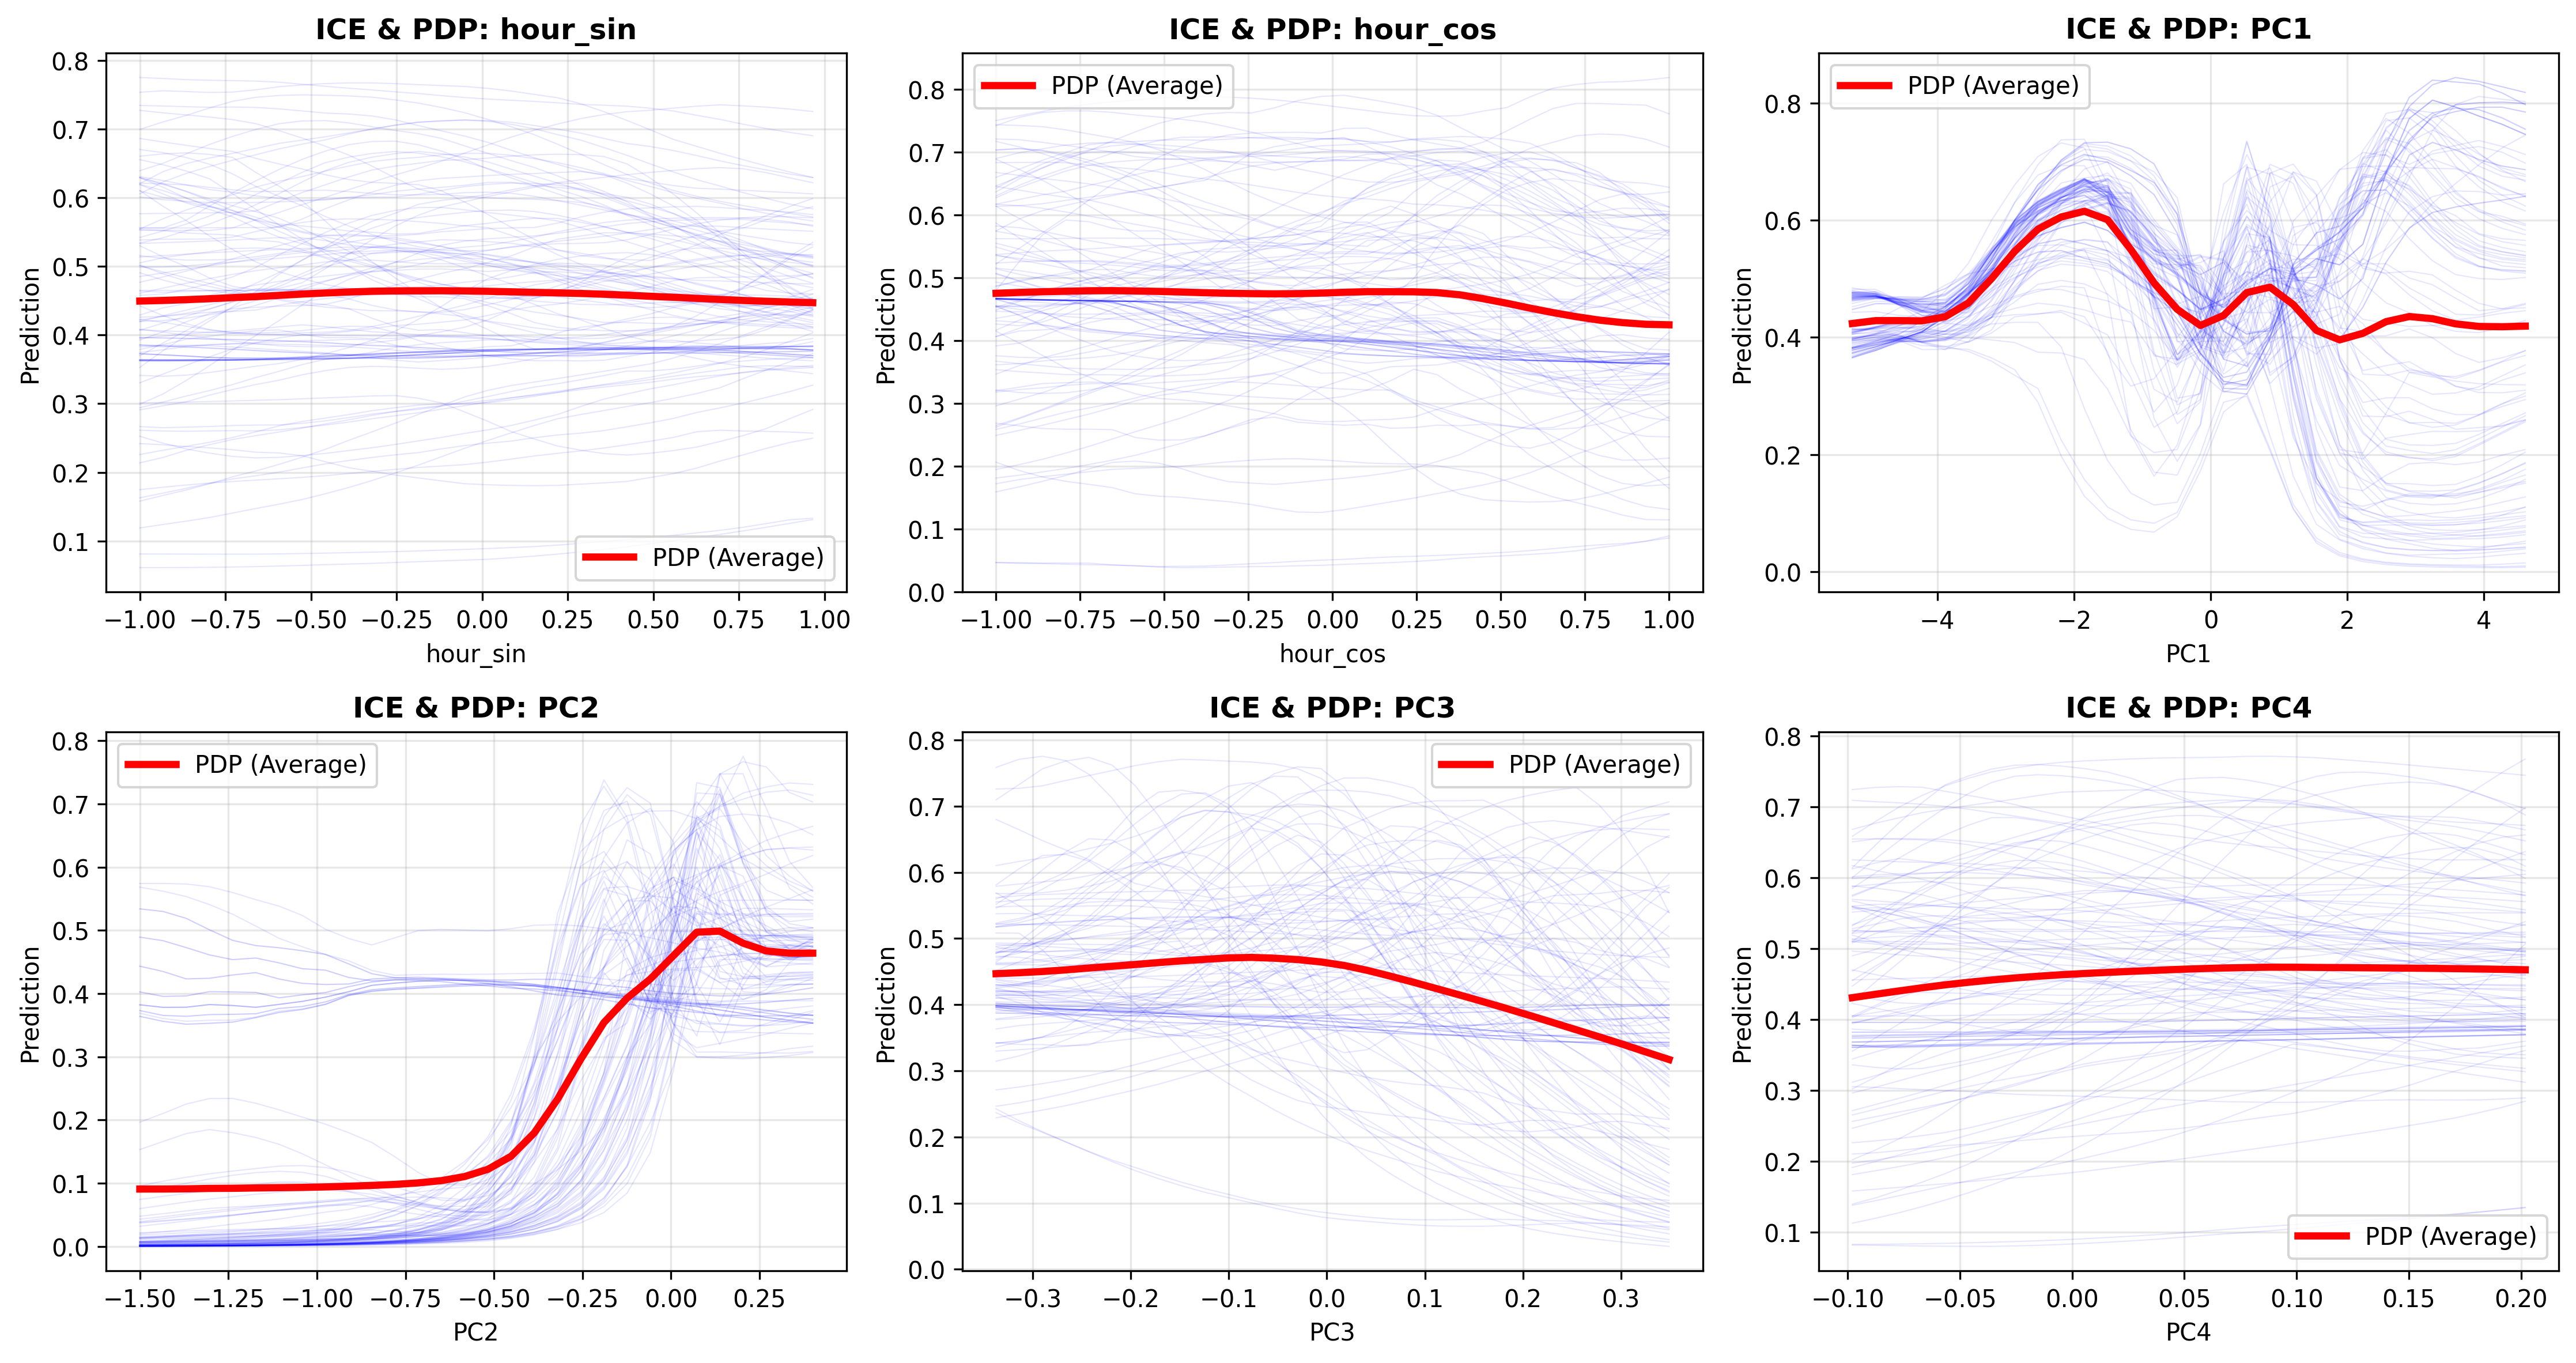 ICE & PDP: hour_sin
0.8
0.7
0.6
0.5
0.4
0.3
0.2
0.1
Prediction
PDP (Average)
−1.00 −0.75 −0.50 −0.25 0.00 0.25 0.50 0.75 1.00
hour_sin
ICE & PDP: hour_cos
PDP (Average)
0.8
0.7
0.6
0.5
0.4
0.3
0.2
0.1
0.0
Prediction
−1.00 −0.75 −0.50 −0.25 0.00 0.25 0.50 0.75 1.00
hour_cos
ICE & PDP: PC1
PDP (Average)
0.8
0.6
0.4
0.2
0.0
Prediction
−4 −2 0 2 4
PC1
ICE & PDP: PC2
PDP (Average)
0.8
0.7
0.6
0.5
0.4
0.3
0.2
0.1
0.0
Prediction
−1.50 −1.25 −1.00 −0.75 −0.50 −0.25 0.00 0.25
PC2
ICE & PDP: PC3
PDP (Average)
0.8
0.7
0.6
0.5
0.4
0.3
0.2
0.1
0.0
Prediction
−0.3 −0.2 −0.1 0.0 0.1 0.2 0.3
PC3
ICE & PDP: PC4
0.8
0.7
0.6
0.5
0.4
0.3
0.2
0.1
Prediction
PDP (Average)
−0.10 −0.05 0.00 0.05 0.10 0.15 0.20
PC4